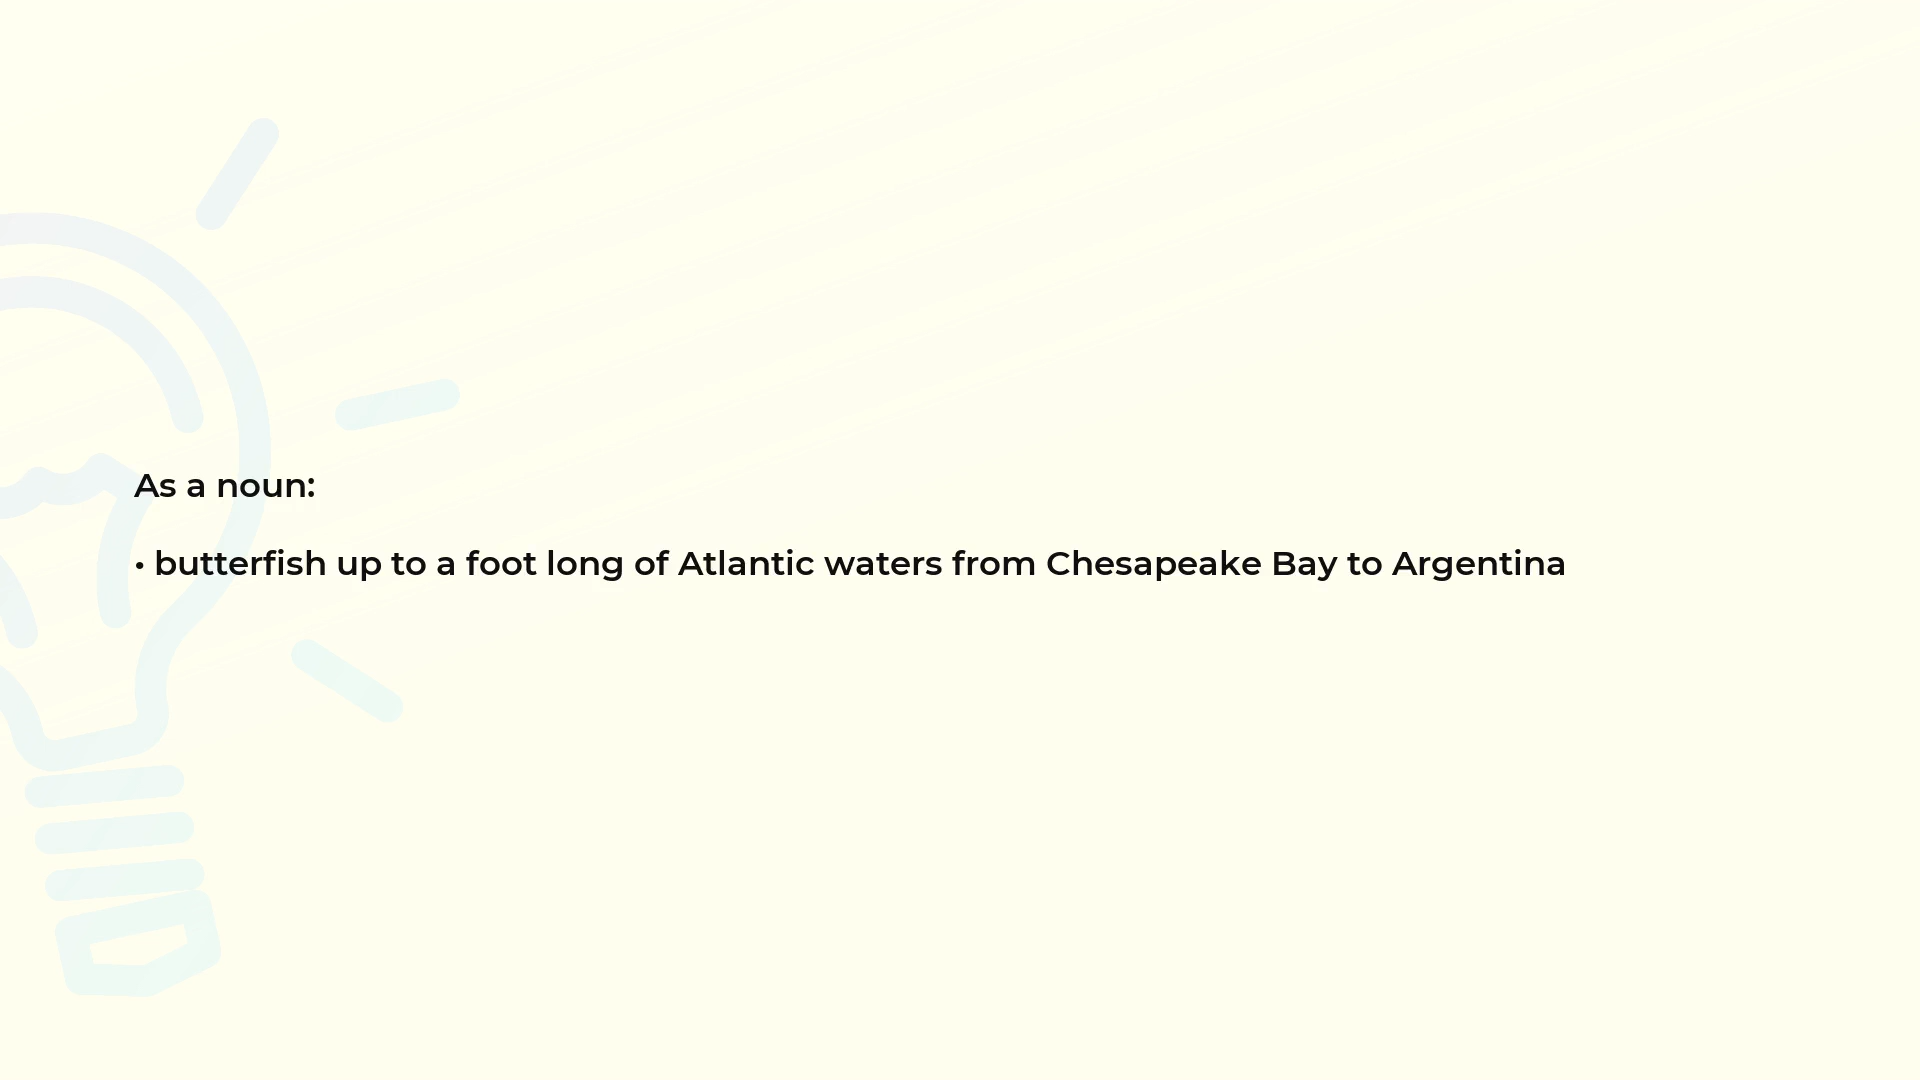 As a noun:
• butterfish up to a foot long of Atlantic waters from Chesapeake Bay to Argentina